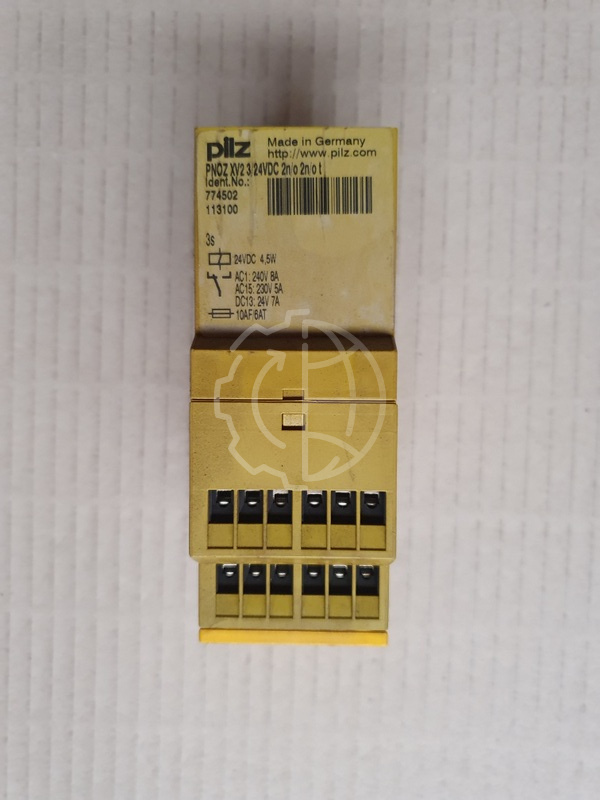 pilz
Made in Germany
http://www.pilz.com
PNOZ XV2 3/24VDC 2n/o 2n/o t
Ident.No.:
774502
113100
3s
24VDC 4,5W
AC1: 240V 8A
AC15: 230V 5A
DC13: 24V 7A
10AF/6AT